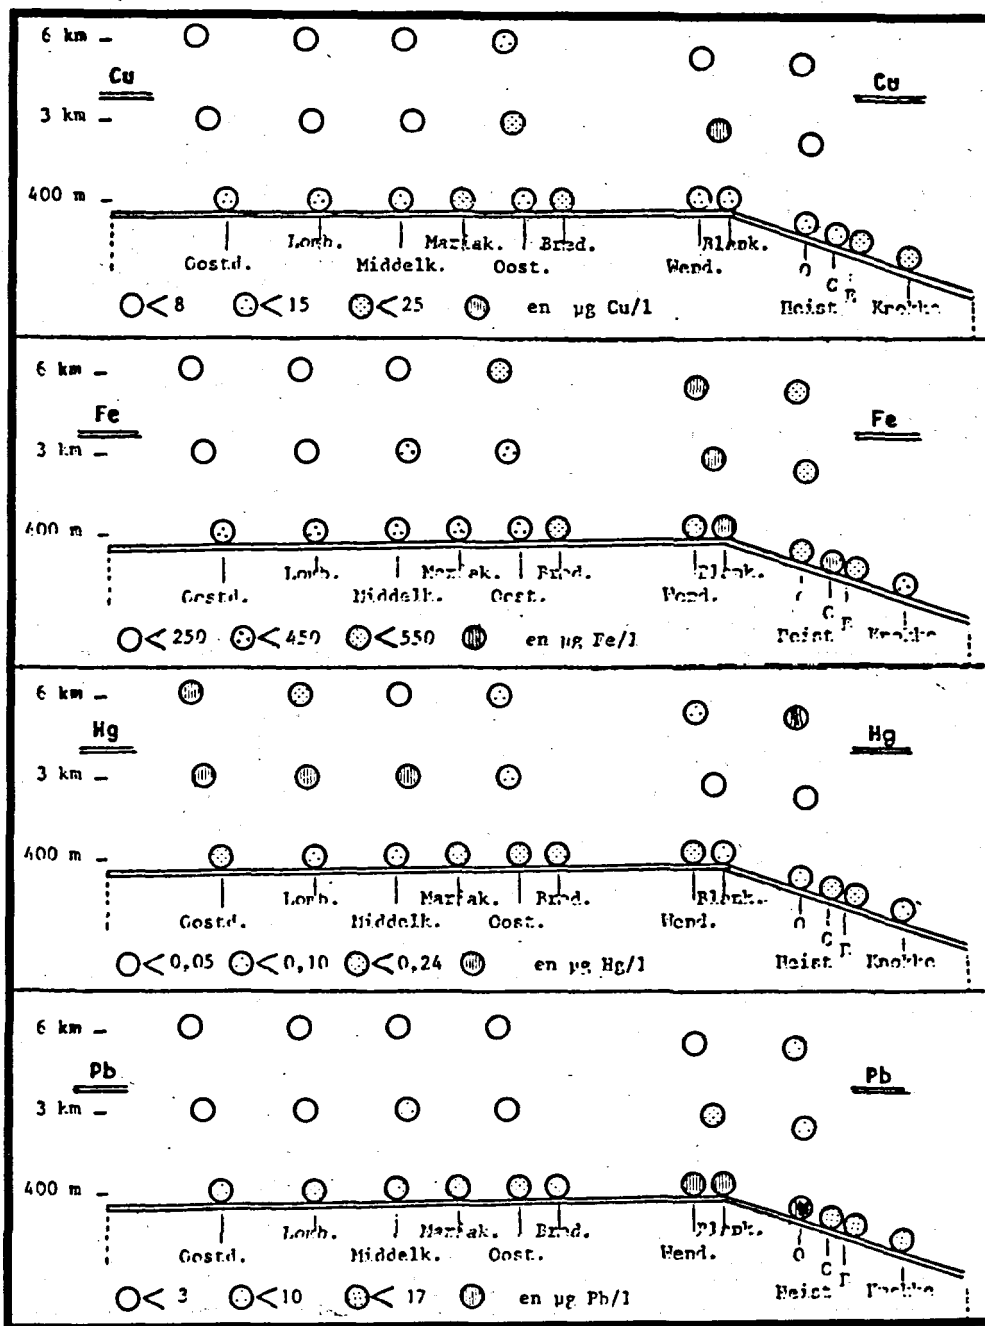 6 km
Cu Cu
3 km
400 m
Lomb. Mariak. Bred. Blank.
Oostd. Middelk. Oost. Wend.
O C E
Heist Knokke
< 8 < 15 < 25 en µg Cu/l
6 km
Fe Fe
3 km
400 m
Lomb. Mariak. Bred. Blank.
Oostd. Middelk. Oost. Wend.
C E
Heist Knokke
< 250 < 450 < 550 en µg Fe/l
6 km
Hg Hg
3 km
400 m
Lomb. Mariak. Bred. Blank.
Oostd. Middelk. Oost. Wend.
O C
Heist Knokke
< 0,05 < 0,10 < 0,24 en µg Hg/l
6 km
Pb Pb
3 km
400 m
Lomb. Mariak. Bred. Blank.
Oostd. Middelk. Oost. Wend.
O C
Heist Knokke
< 3 < 10 < 17 en µg Pb/l